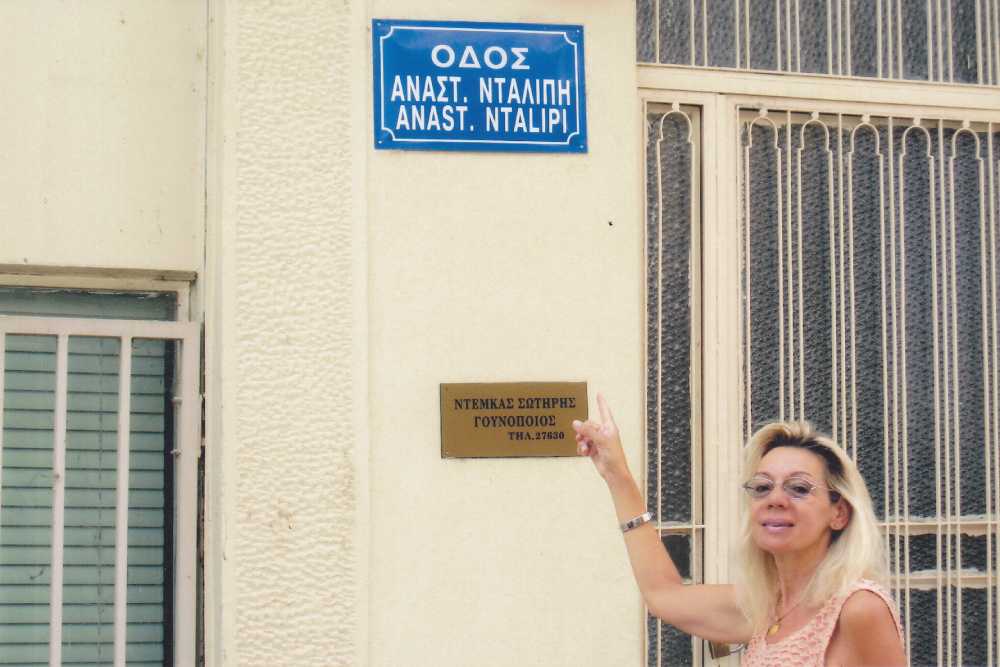 ΟΔΟΣ
ΑΝΑΣΤ. ΝΤΑΛΙΠΗ
ANAST. NTALIPI
ΝΤΕΜΚΑΣ ΣΩΤΗΡΗΣ
ΓΟΥΝΟΠΟΙΟΣ
ΤΗΛ. 27630